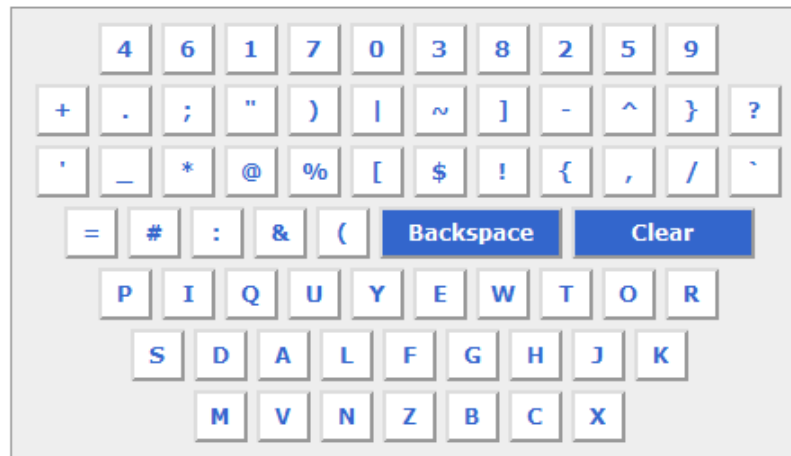 4 6 1 7 0 3 8 2 5 9
+ . ; " ) | ~ ] - ^ } ?
' _ * @ % [ $ ! { , / `
= # : & ( Backspace Clear
P I Q U Y E W T O R
S D A L F G H J K
M V N Z B C X